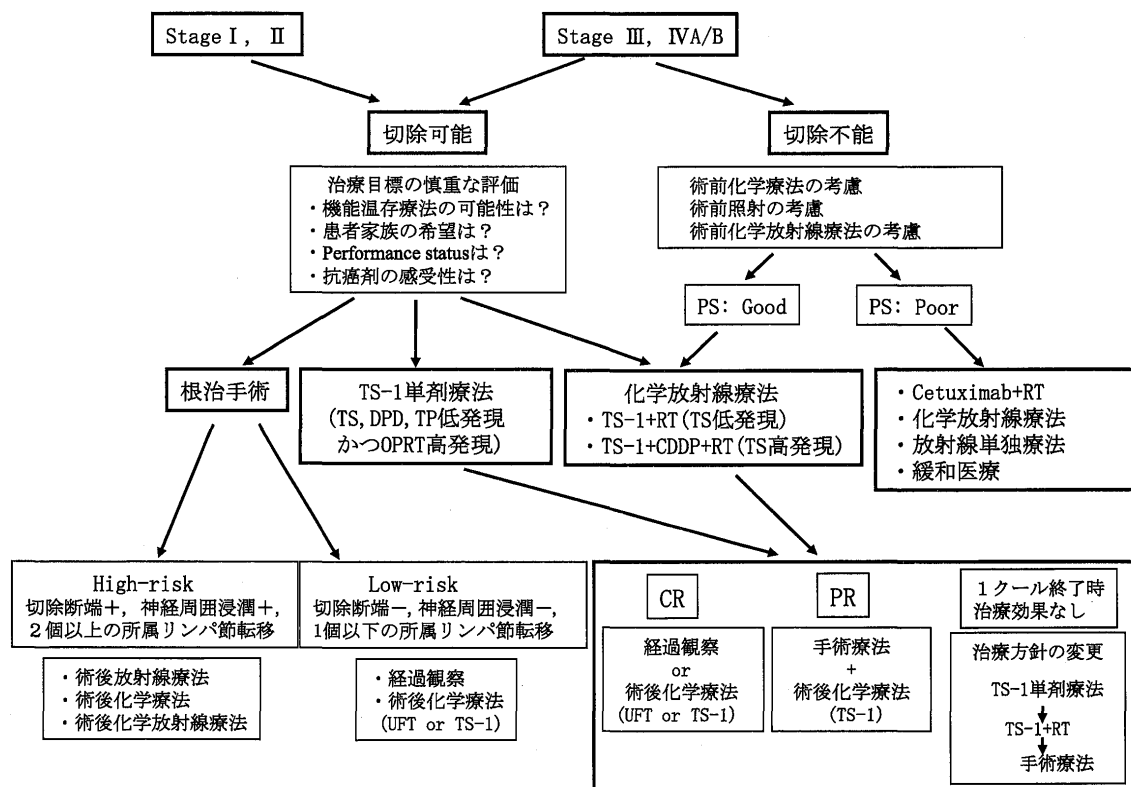 Stage Ⅰ, Ⅱ
Stage Ⅲ, ⅣA/B
切除可能
切除不能
治療目標の慎重な評価
・機能温存療法の可能性は？
・患者家族の希望は？
・Performance statusは？
・抗癌剤の感受性は？
術前化学療法の考慮
術前照射の考慮
術前化学放射線療法の考慮
PS: Good
PS: Poor
根治手術
TS-1単剤療法
(TS, DPD, TP低発現
かつOPRT高発現)
化学放射線療法
・TS-1+RT(TS低発現)
・TS-1+CDDP+RT(TS高発現)
・Cetuximab+RT
・化学放射線療法
・放射線単独療法
・緩和医療
High-risk
切除断端＋, 神経周囲浸潤＋,
２個以上の所属リンパ節転移
Low-risk
切除断端－, 神経周囲浸潤－,
1個以下の所属リンパ節転移
・術後放射線療法
・術後化学療法
・術後化学放射線療法
・経過観察
・術後化学療法
(UFT or TS-1)
CR
PR
１クール終了時
治療効果なし
経過観察
or
術後化学療法
(UFT or TS-1)
手術療法
+
術後化学療法
(TS-1)
治療方針の変更
TS-1単剤療法
TS-1+RT
手術療法